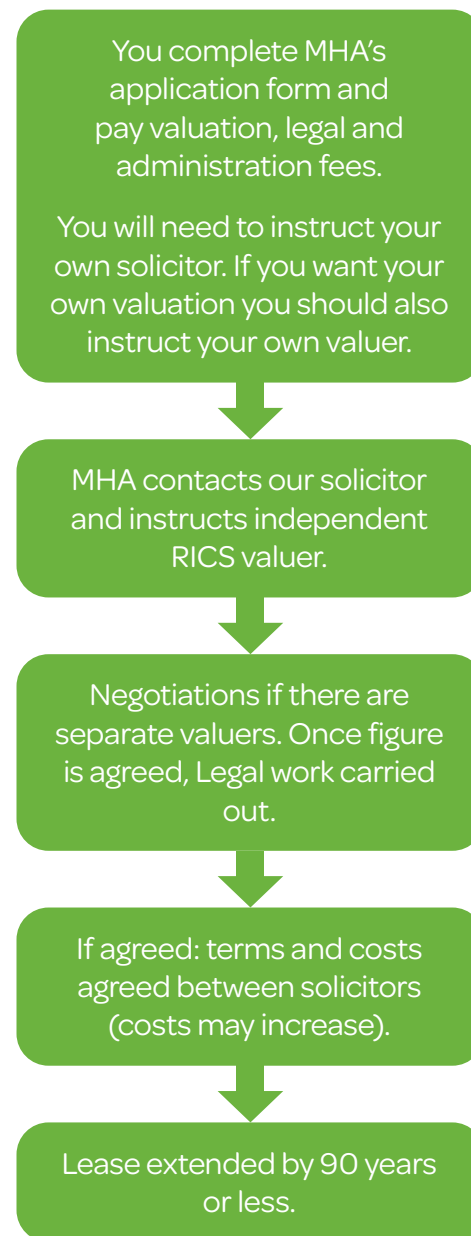 You complete MHA’s
application form and
pay valuation, legal and
administration fees.
You will need to instruct your
own solicitor. If you want your
own valuation you should also
instruct your own valuer.
MHA contacts our solicitor
and instructs independent
RICS valuer.
Negotiations if there are
separate valuers. Once figure
is agreed, Legal work carried
out.
If agreed: terms and costs
agreed between solicitors
(costs may increase).
Lease extended by 90 years
or less.